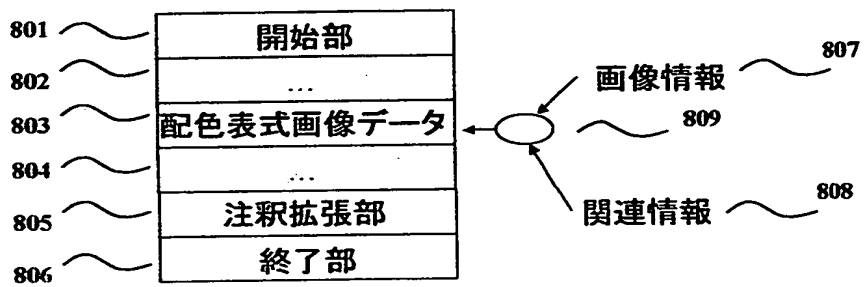 801 開始部
802 ...
803 配色表式画像データ
804 ...
805 注釈拡張部
806 終了部
画像情報 807
809
関連情報 808